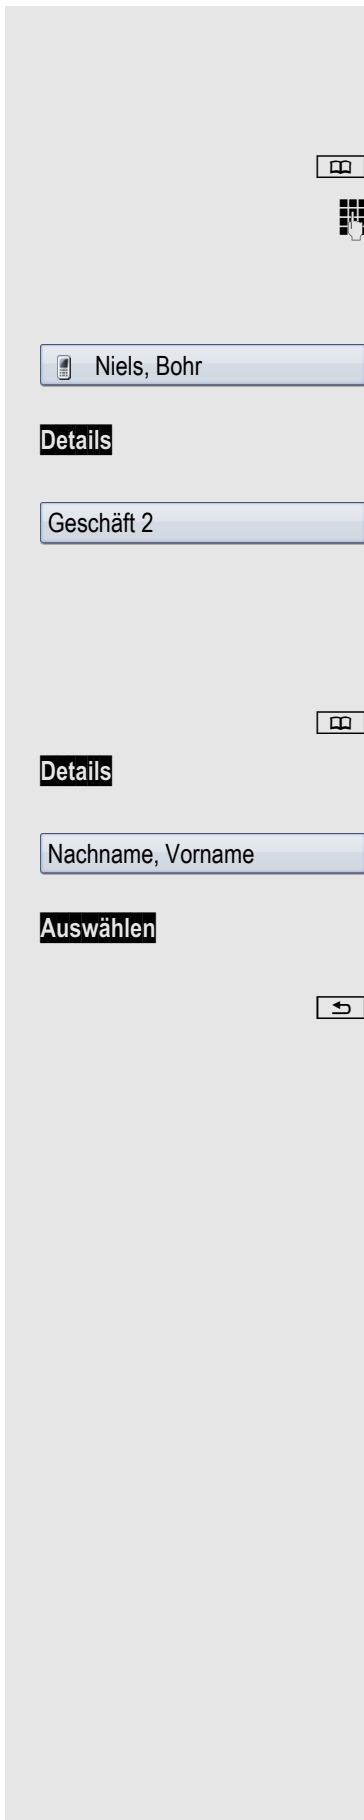 Niels, Bohr
Details
Geschäft 2
Details
Nachname, Vorname
Auswählen